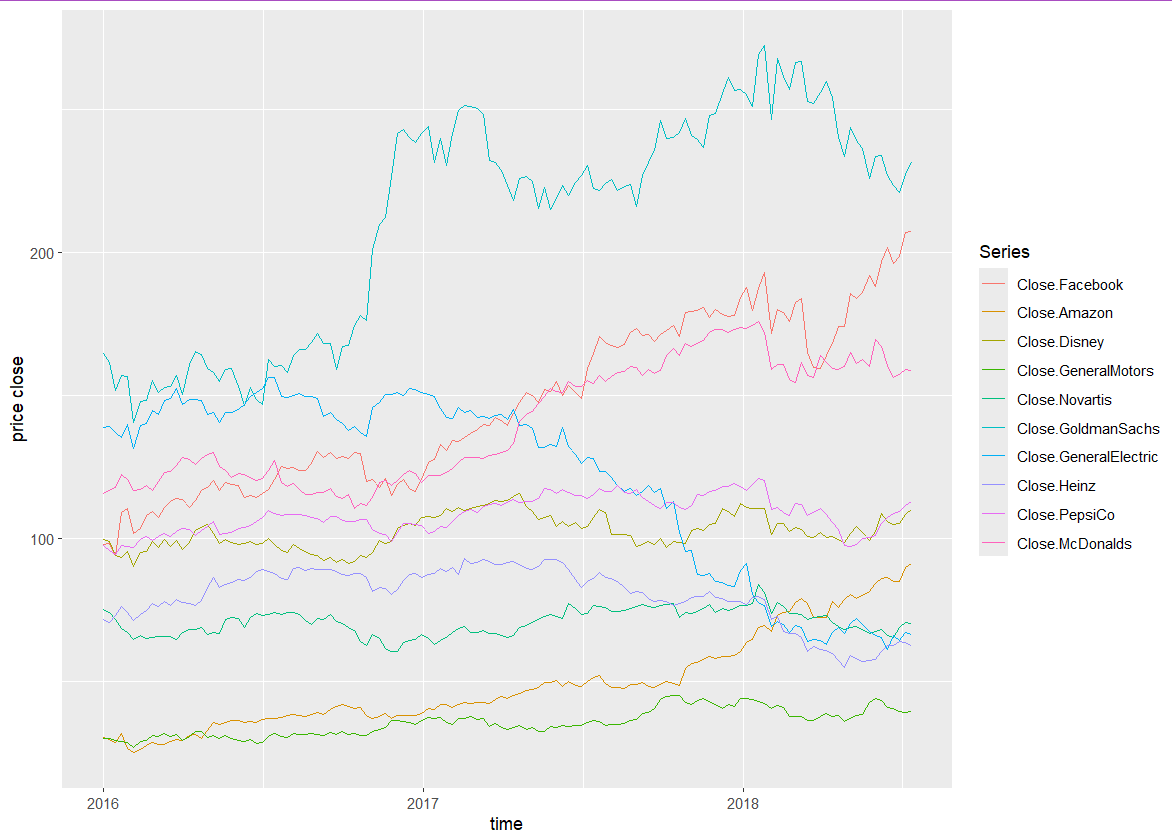 200
100
price close
2016
2017
2018
time
Series
Close.Facebook
Close.Amazon
Close.Disney
Close.GeneralMotors
Close.Novartis
Close.GoldmanSachs
Close.GeneralElectric
Close.Heinz
Close.PepsiCo
Close.McDonalds